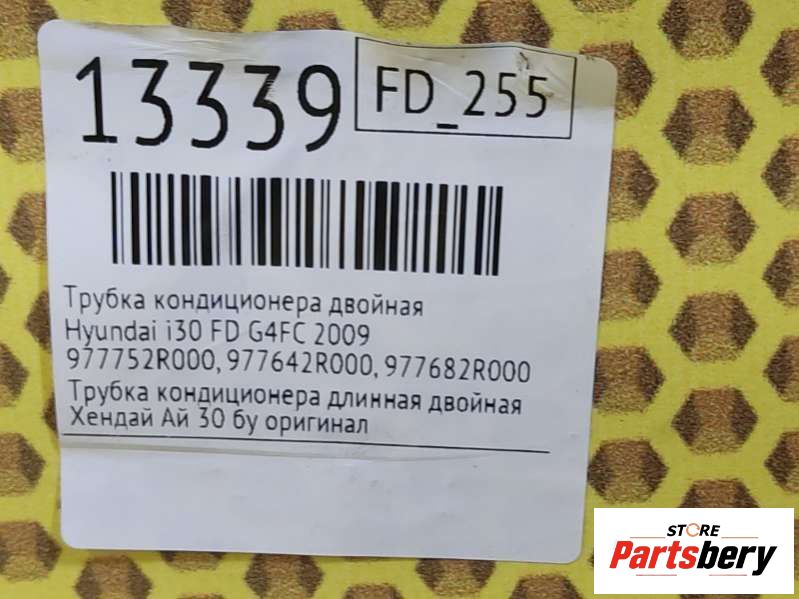 13339
FD_255
Трубка кондиционера двойная
Hyundai i30 FD G4FC 2009
977752R000, 977642R000, 977682R000
Трубка кондиционера длинная двойная
Хендай Ай 30 бу оригинал
STORE
Partsbery